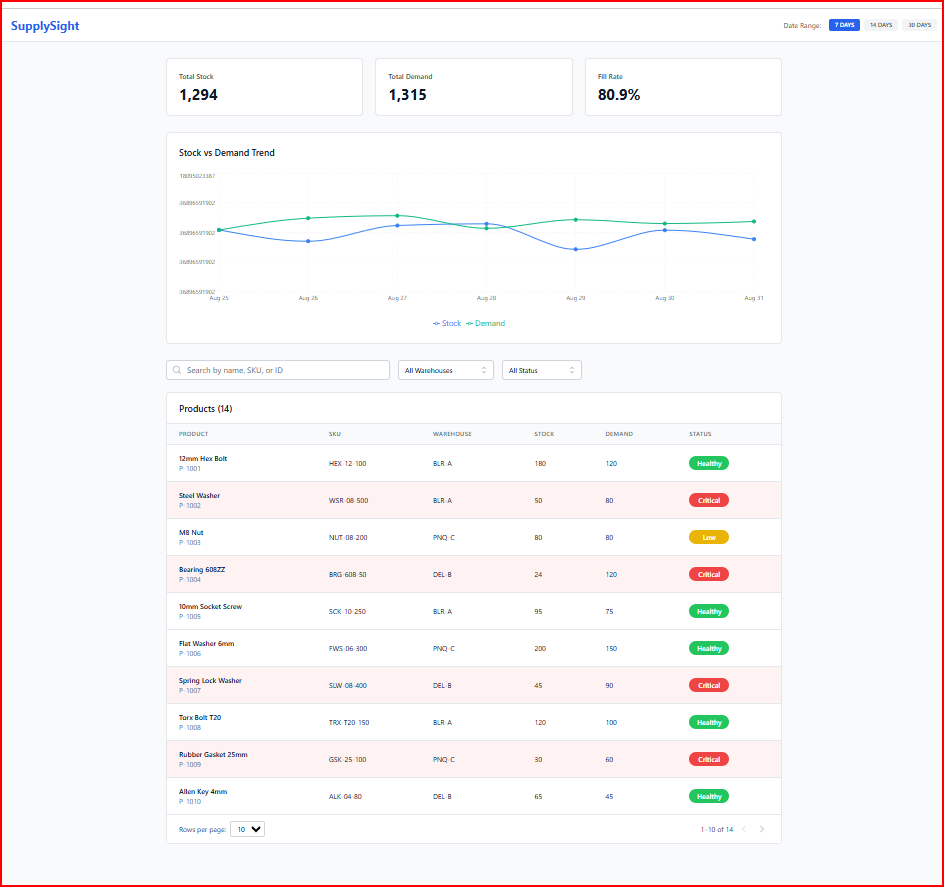 SupplySight
Date Range: 7 DAYS 14 DAYS 30 DAYS
Total Stock
1,294
Total Demand
1,315
Fill Rate
80.9%
Stock vs Demand Trend
18095023387
36896591902
36896591902
36896591902
36896591902
Aug 25 Aug 26 Aug 27 Aug 28 Aug 29 Aug 30 Aug 31
Stock Demand
Search by name, SKU, or ID
All Warehouses
All Status
Products (14)
PRODUCT SKU WAREHOUSE STOCK DEMAND STATUS
12mm Hex Bolt
P-1001
HEX-12-100 BLR-A 180 120 Healthy
Steel Washer
P-1002
WSR-08-500 BLR-A 50 80 Critical
M8 Nut
P-1003
NUT-08-200 PNQ-C 80 80 Low
Bearing 608ZZ
P-1004
BRG-608-50 DEL-B 24 120 Critical
10mm Socket Screw
P-1005
SCK-10-250 BLR-A 95 75 Healthy
Flat Washer 6mm
P-1006
FWS-06-300 PNQ-C 200 150 Healthy
Spring Lock Washer
P-1007
SLW-08-400 DEL-B 45 90 Critical
Torx Bolt T20
P-1008
TRX-T20-150 BLR-A 120 100 Healthy
Rubber Gasket 25mm
P-1009
GSK-25-100 PNQ-C 30 60 Critical
Allen Key 4mm
P-1010
ALK-04-80 DEL-B 65 45 Healthy
Rows per page: 10
1–10 of 14